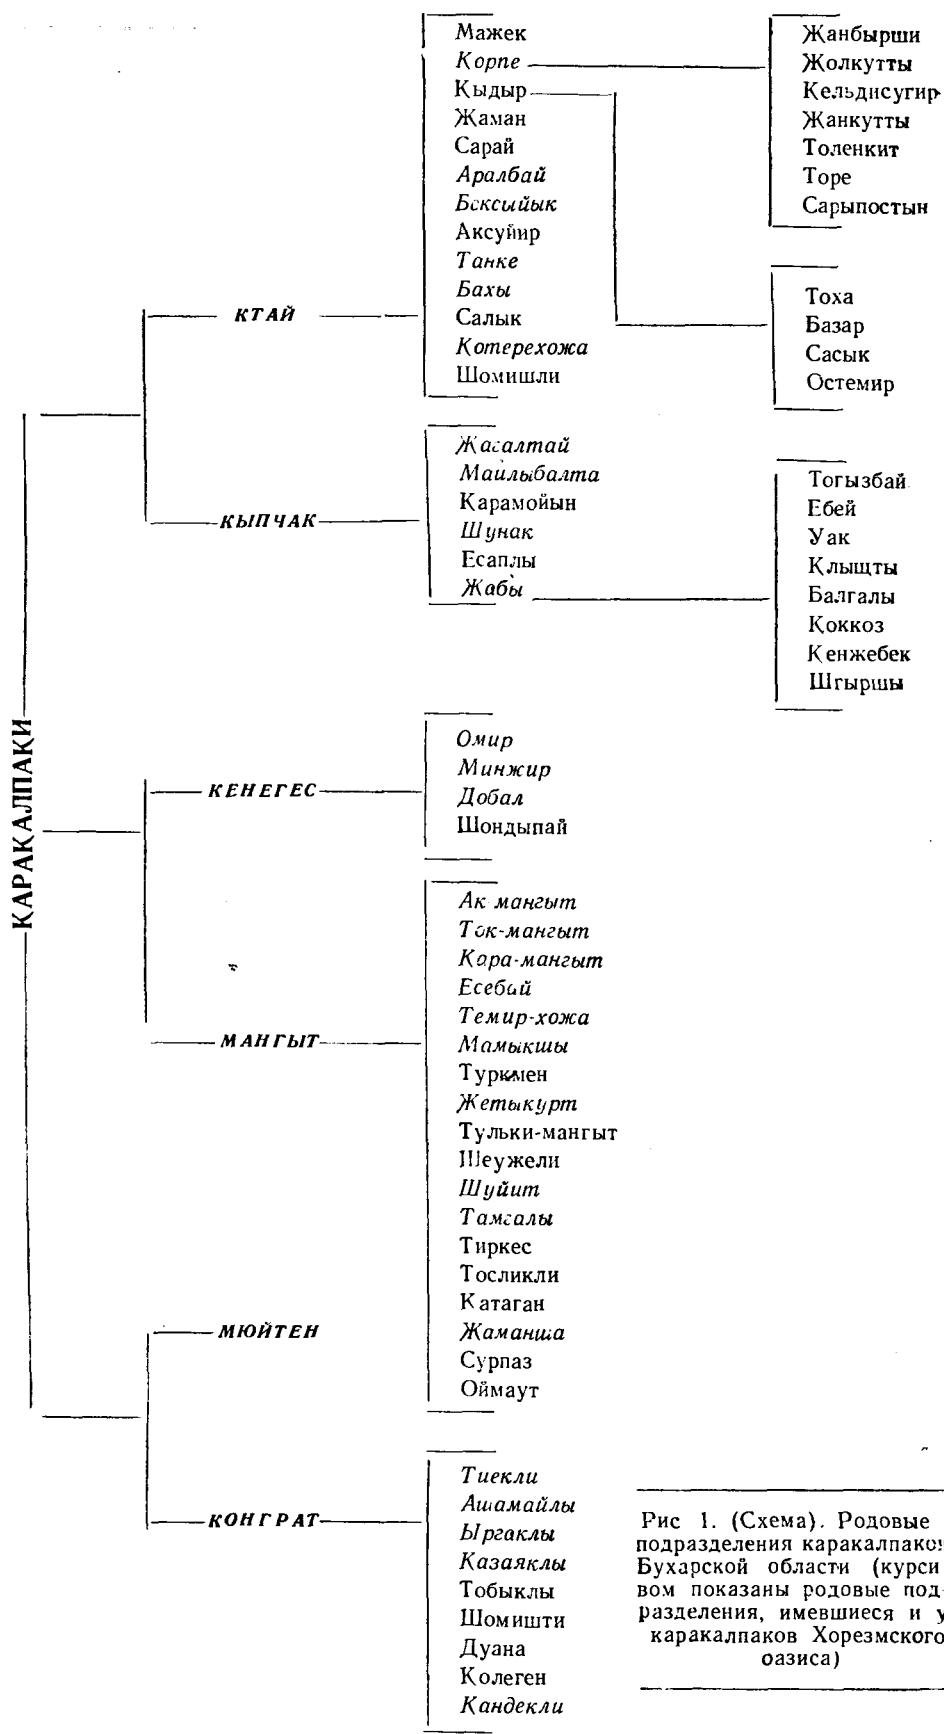 КАРАКАЛПАКИ
КТАЙ
Мажек
Корпе
Кыдыр
Жаман
Сарай
Аралбай
Бексыйык
Аксуйир
Танке
Бахы
Салык
Котерехожа
Шомишли
Жанбырши
Жолкутты
Кельдисугир
Жанкутты
Толенкит
Торе
Сарыпостын
Тоха
Базар
Сасык
Остемир
КЫПЧАК
Жагалтай
Майлыбалта
Карамойын
Шунак
Есаплы
Жабы
Тогызбай
Ебей
Уак
Клыщты
Балгалы
Коккоз
Кенжебек
Штыршы
КЕНЕГЕС
Омир
Минжир
Добал
Шондыпай
МАНГЫТ
Ак мангыт
Ток-мангыт
Кара-мангыт
Есебай
Темир-хожа
Мамыкшы
Туркмен
Жетыкурт
Тульки-мангыт
Шеужели
Шуйит
Тамгалы
Тиркес
Тосликли
Катаган
Жаманша
Сурпаз
Оймаут
МЮЙТЕН
КОНГРАТ
Тиекли
Ашамайлы
Ыргаклы
Казаяклы
Тобыклы
Шомишти
Дуана
Колеген
Кандекли
Рис 1. (Схема). Родовые
подразделения каракалпаков
Бухарской области (курси-
вом показаны родовые под-
разделения, имевшиеся и у
каракалпаков Хорезмского
оазиса)